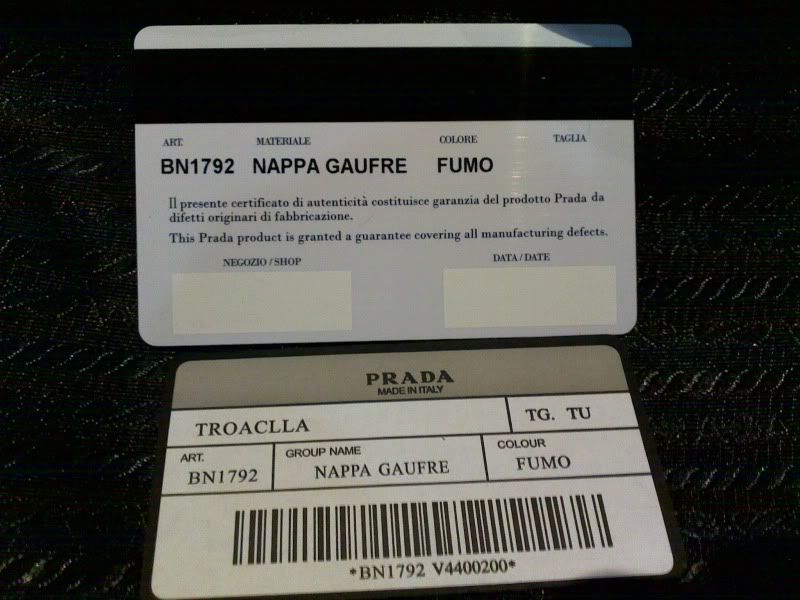 ART. MATERIALE COLORE TAGLIA
BN1792 NAPPA GAUFRE FUMO
Il presente certificato di autenticità costituisce garanzia del prodotto Prada da
difetti originari di fabbricazione.
This Prada product is granted a guarantee covering all manufacturing defects.
NEGOZIO / SHOP DATA / DATE
PRADA
MADE IN ITALY
TROACLLA TG. TU
ART. GROUP NAME COLOUR
BN1792 NAPPA GAUFRE FUMO
*BN1792 V4400200*